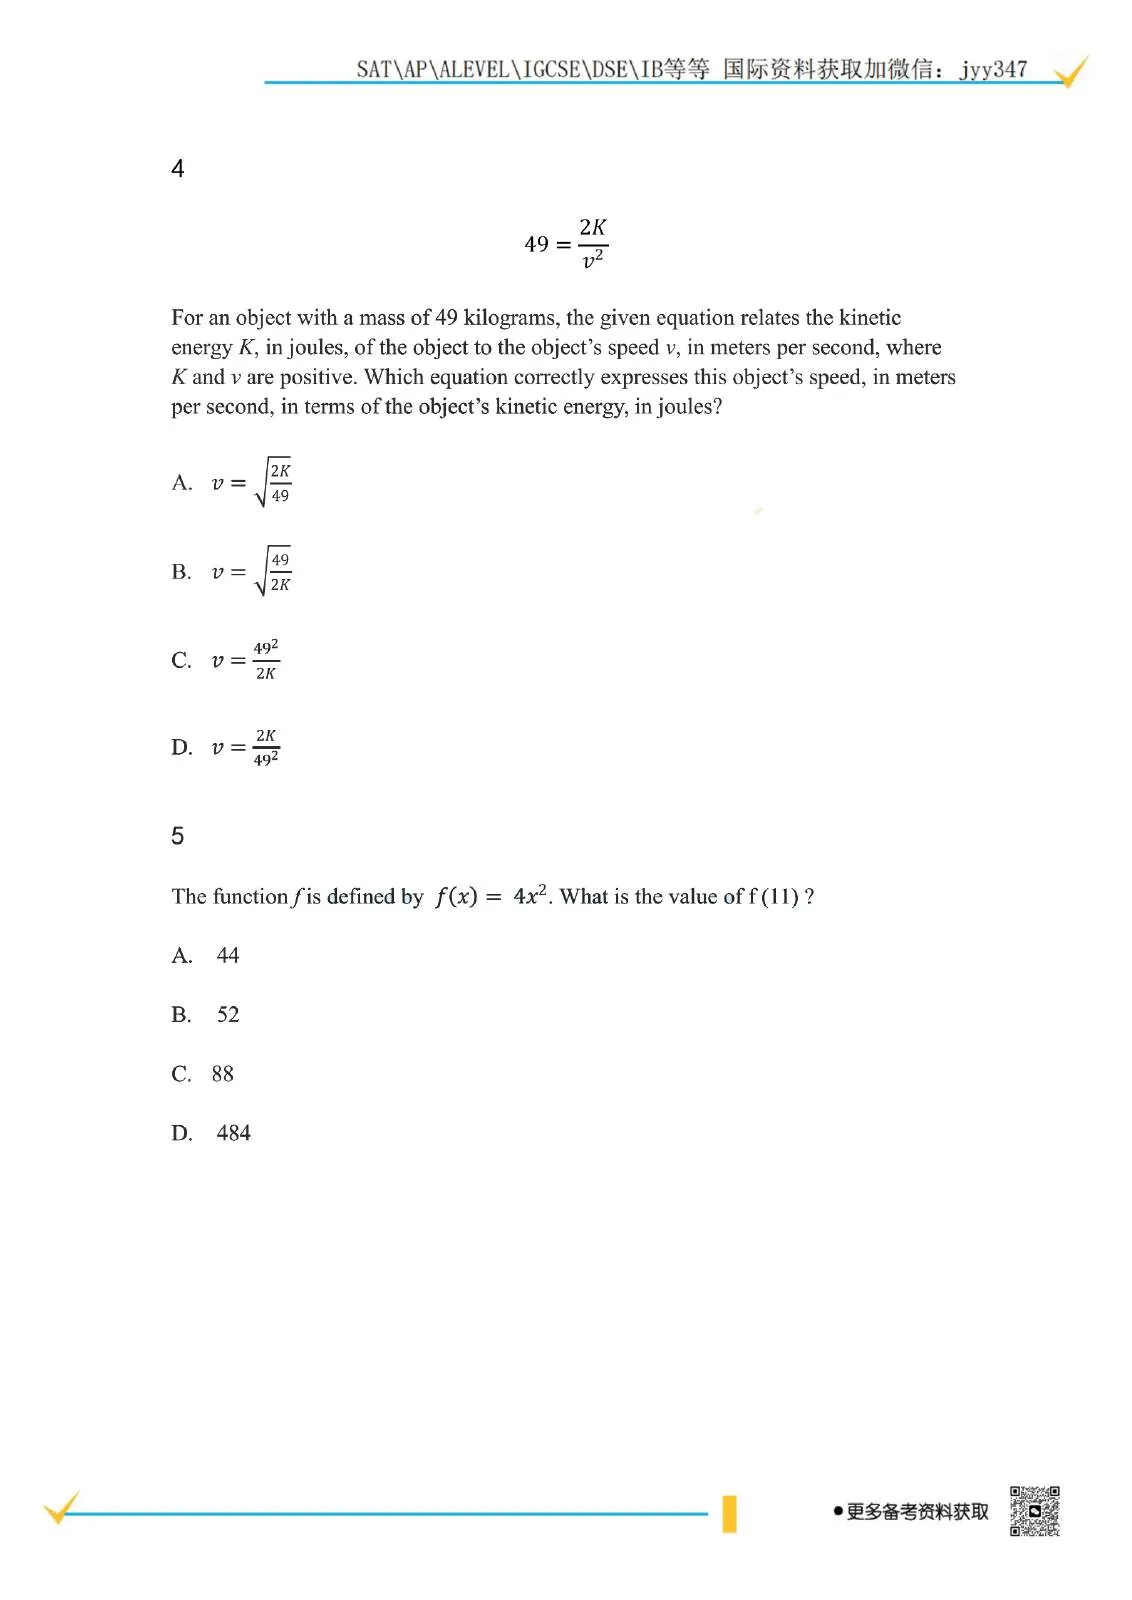 SAT\AP\ALEVEL\IGCSE\DSE\IB等等 国际资料获取加微信：jyy347
4
49 = 2K/v²
For an object with a mass of 49 kilograms, the given equation relates the kinetic
energy K, in joules, of the object to the object’s speed v, in meters per second, where
K and v are positive. Which equation correctly expresses this object’s speed, in meters
per second, in terms of the object’s kinetic energy, in joules?
A. v = √(2K/49)
B. v = √(49/2K)
C. v = 49²/2K
D. v = 2K/49²
5
The function f is defined by f(x) = 4x². What is the value of f (11) ?
A. 44
B. 52
C. 88
D. 484
●更多备考资料获取